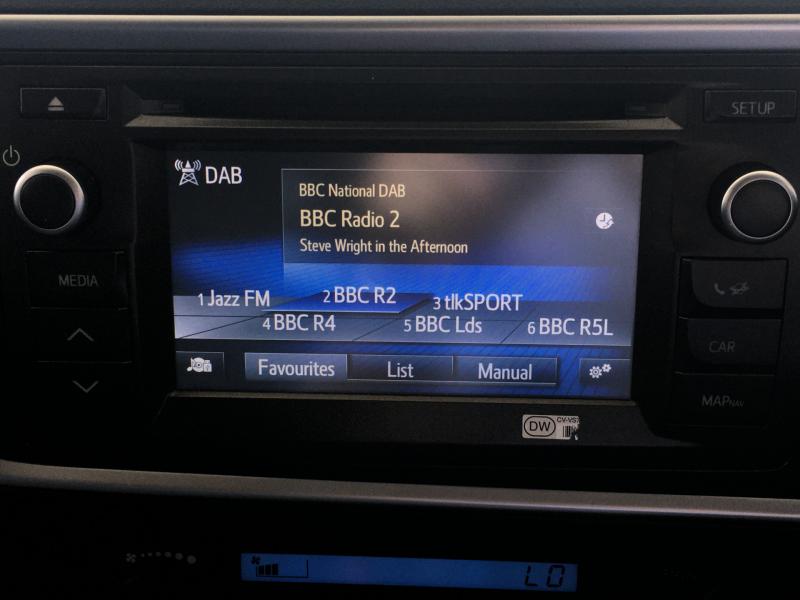 SETUP
DAB
BBC National DAB
BBC Radio 2
Steve Wright in the Afternoon
MEDIA
1 Jazz FM 2 BBC R2 3 tlkSPORT
4 BBC R4 5 BBC Lds 6 BBC R5L
CAR
Favourites List Manual
MAP NAV
DW
LO